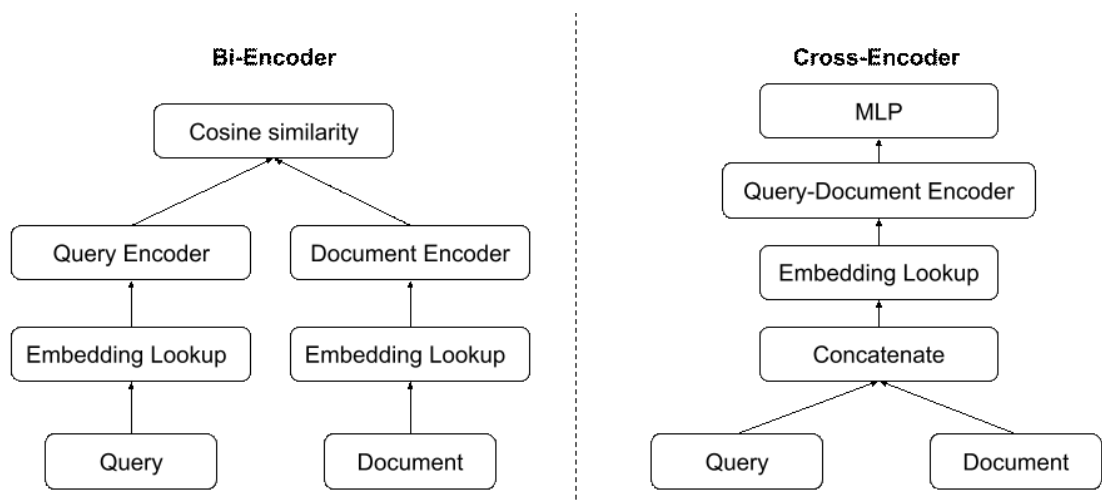 Bi-Encoder
Cosine similarity
Query Encoder
Document Encoder
Embedding Lookup
Embedding Lookup
Query
Document
Cross-Encoder
MLP
Query-Document Encoder
Embedding Lookup
Concatenate
Query
Document